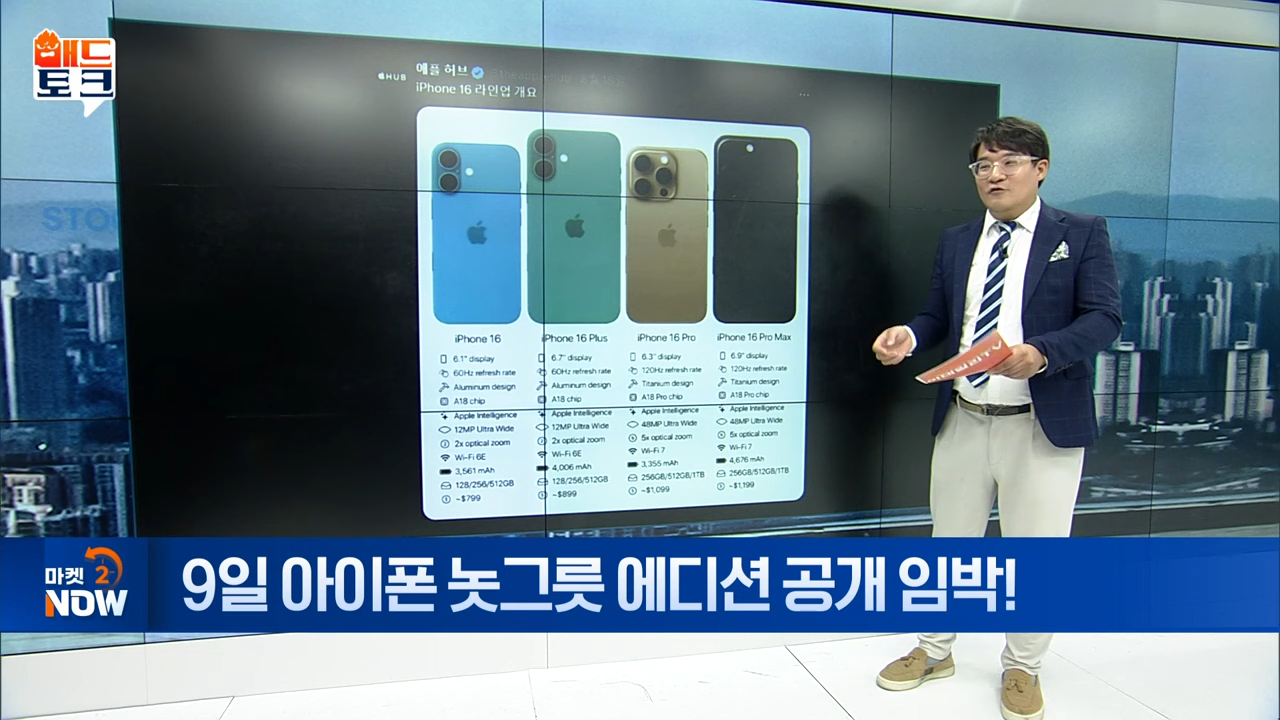 매드
토크
HUB
애플 허브
iPhone 16 라인업 개요
iPhone 16
6.1" display
60Hz refresh rate
Aluminum design
A18 chip
Apple Intelligence
12MP Ultra Wide
2x optical zoom
Wi-Fi 6E
3,561 mAh
128/256/512GB
~$799
iPhone 16 Plus
6.7" display
60Hz refresh rate
Aluminum design
A18 chip
Apple Intelligence
12MP Ultra Wide
2x optical zoom
Wi-Fi 6E
4,006 mAh
128/256/512GB
~$899
iPhone 16 Pro
6.3" display
120Hz refresh rate
Titanium design
A18 Pro chip
Apple Intelligence
48MP Ultra Wide
5x optical zoom
Wi-Fi 7
3,355 mAh
256GB/512GB/1TB
~$1,099
iPhone 16 Pro Max
6.9" display
120Hz refresh rate
Titanium design
A18 Pro chip
Apple Intelligence
48MP Ultra Wide
5x optical zoom
Wi-Fi 7
4,676 mAh
256GB/512GB/1TB
~$1,199
마켓 2
NOW
9일 아이폰 놋그릇 에디션 공개 임박!